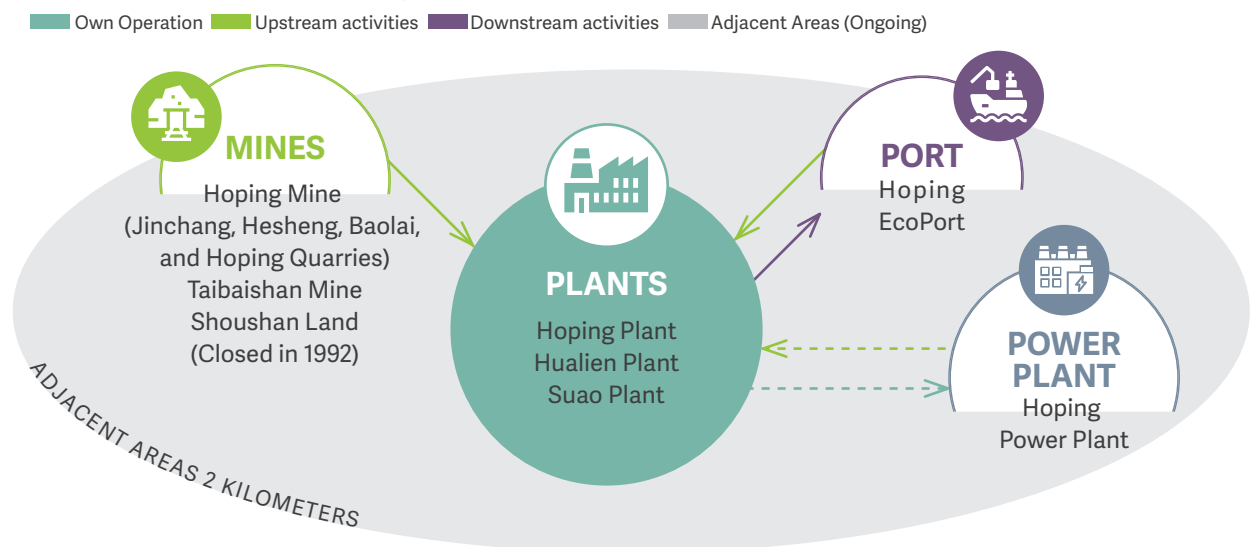 Own Operation Upstream activities Downstream activities Adjacent Areas (Ongoing)
MINES
Hoping Mine
(Jinchang, Hesheng, Baolai,
and Hoping Quarries)
Taibaishan Mine
Shoushan Land
(Closed in 1992)
PLANTS
Hoping Plant
Hualien Plant
Suao Plant
PORT
Hoping
EcoPort
POWER
PLANT
Hoping
Power Plant
ADJACENT AREAS 2 KILOMETERS